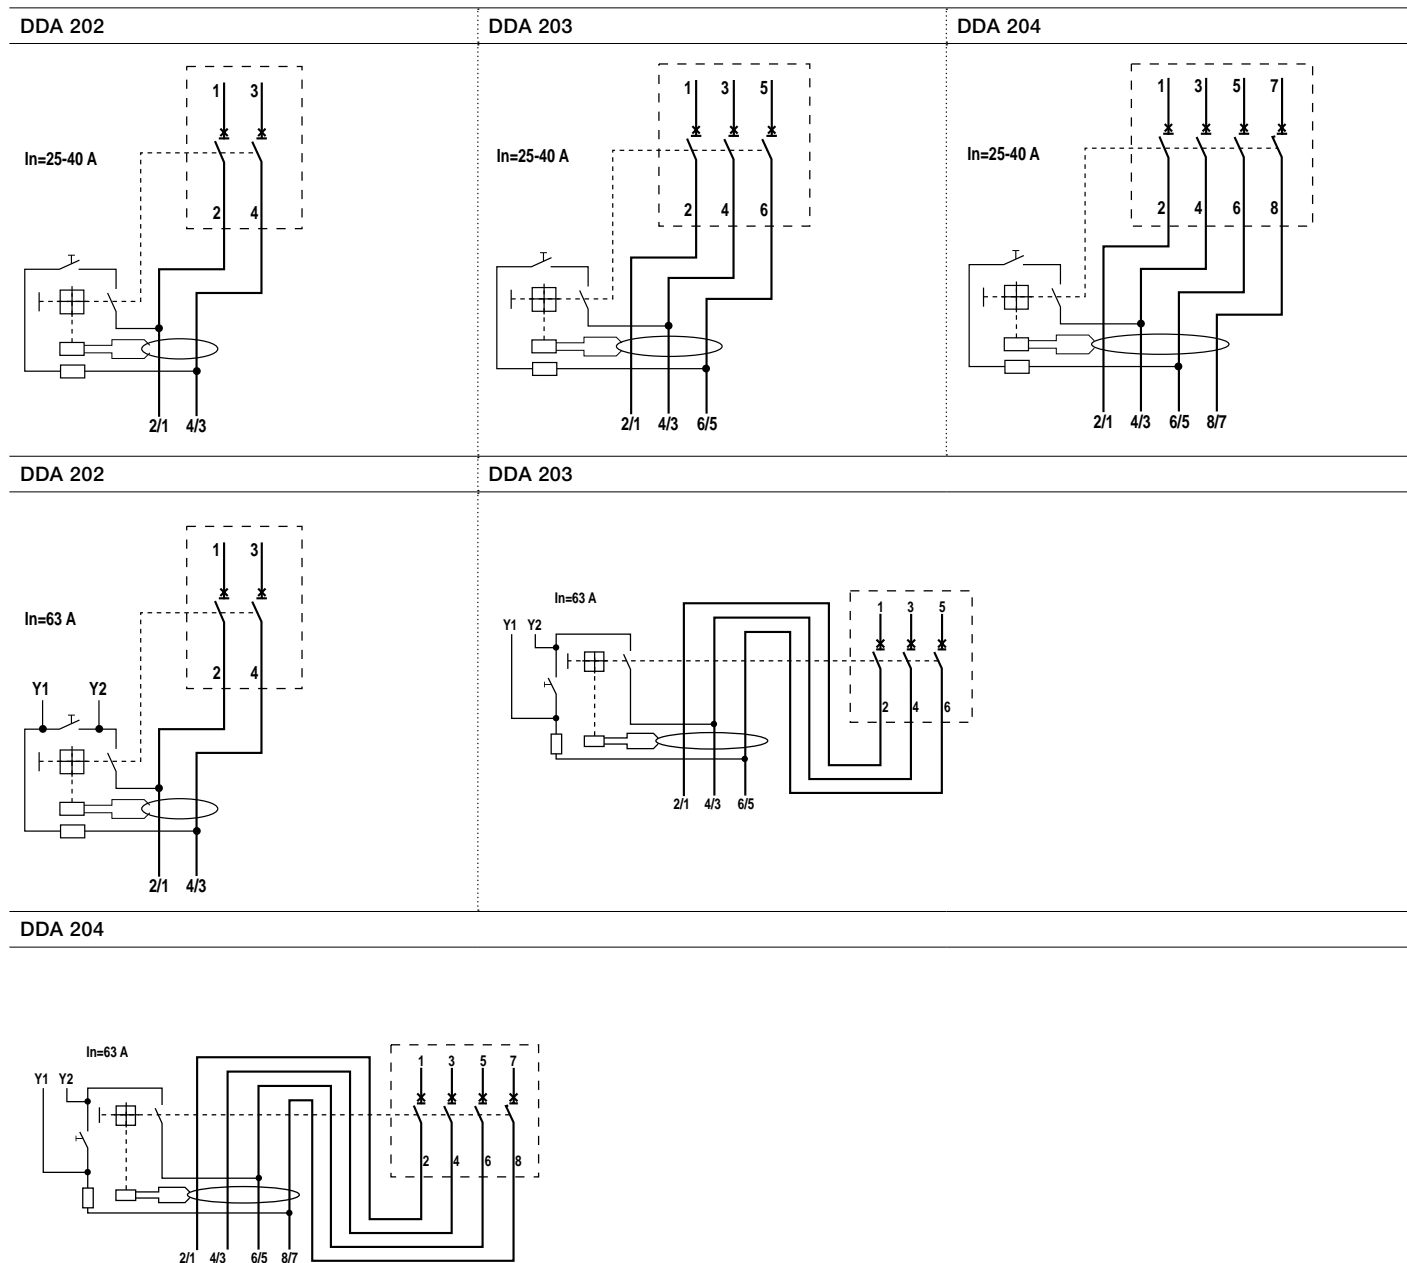 DDA 202
DDA 203
DDA 204
1 3
In=25-40 A
2 4
2/1 4/3
1 3 5
In=25-40 A
2 4 6
2/1 4/3 6/5
1 3 5 7
In=25-40 A
2 4 6 8
2/1 4/3 6/5 8/7
DDA 202
DDA 203
1 3
In=63 A
2 4
Y1 Y2
2/1 4/3
In=63 A
Y1 Y2
1 3 5
2 4 6
2/1 4/3 6/5
DDA 204
In=63 A
Y1 Y2
1 3 5 7
2 4 6 8
2/1 4/3 6/5 8/7